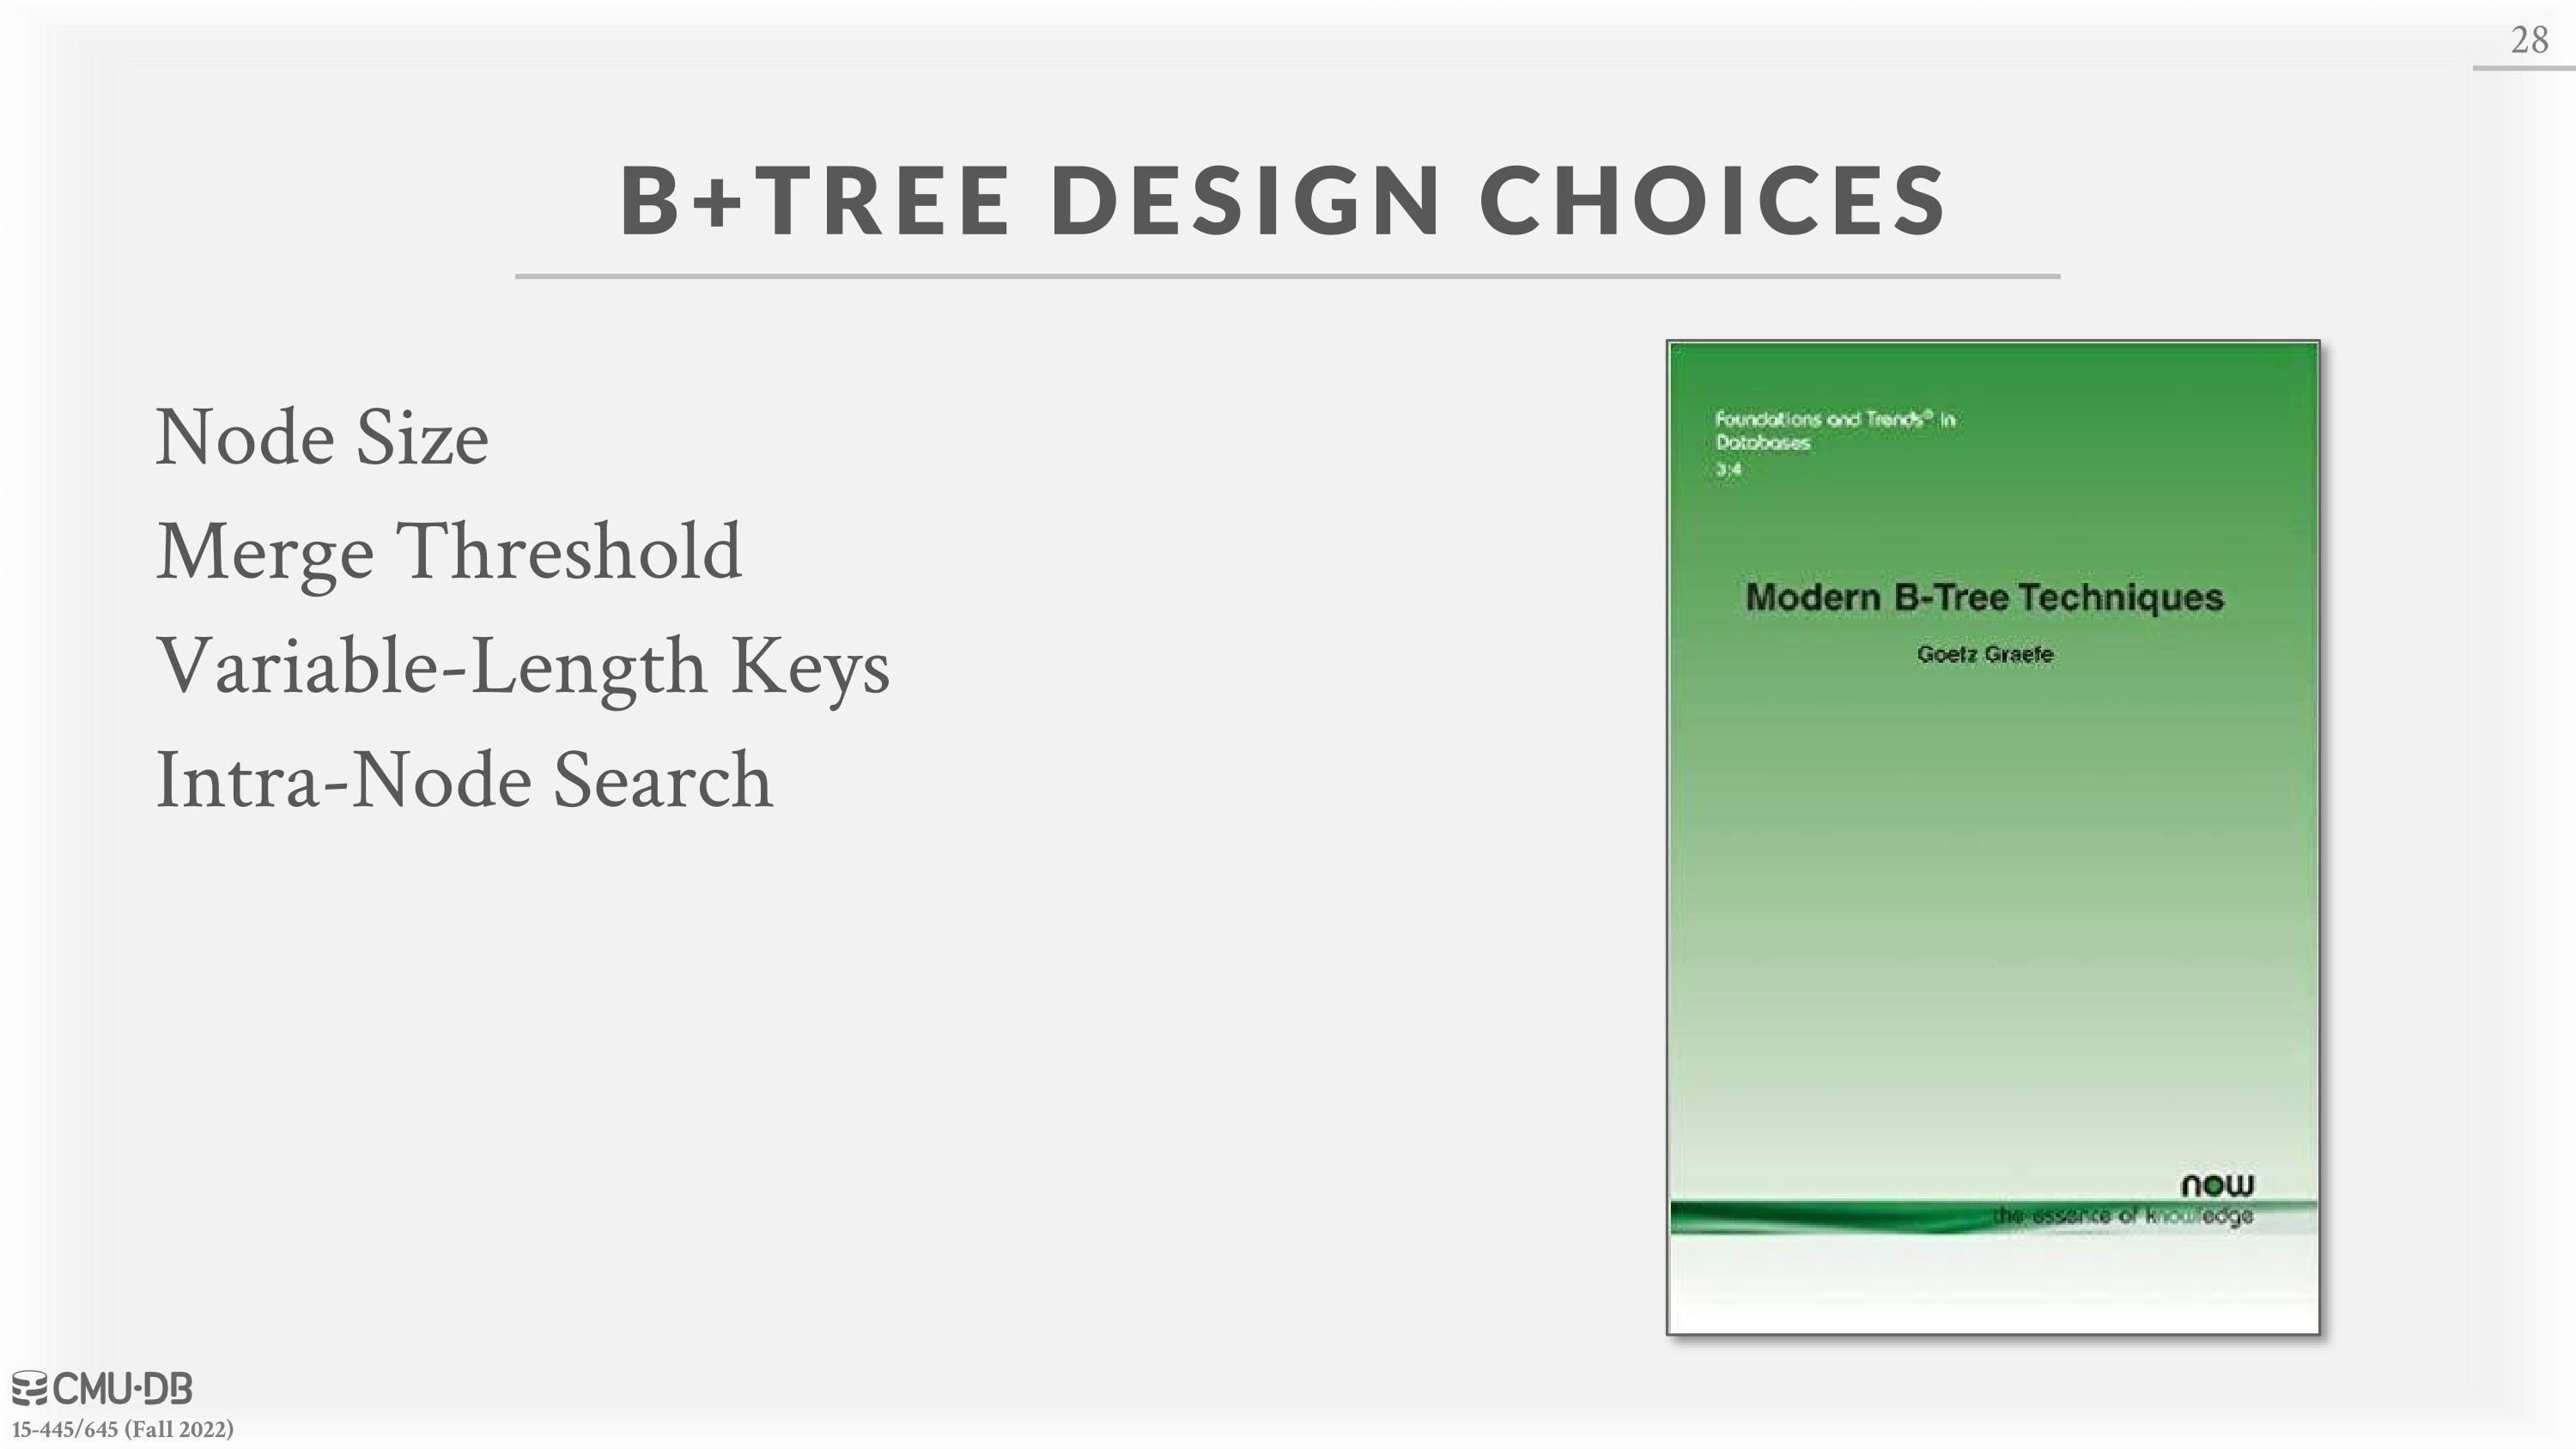 28
B+TREE DESIGN CHOICES
Node Size
Merge Threshold
Variable-Length Keys
Intra-Node Search
Foundations and Trends® in
Databases
3:4
Modern B-Tree Techniques
Goetz Graefe
now
the essence of knowledge
CMU·DB
15-445/645 (Fall 2022)